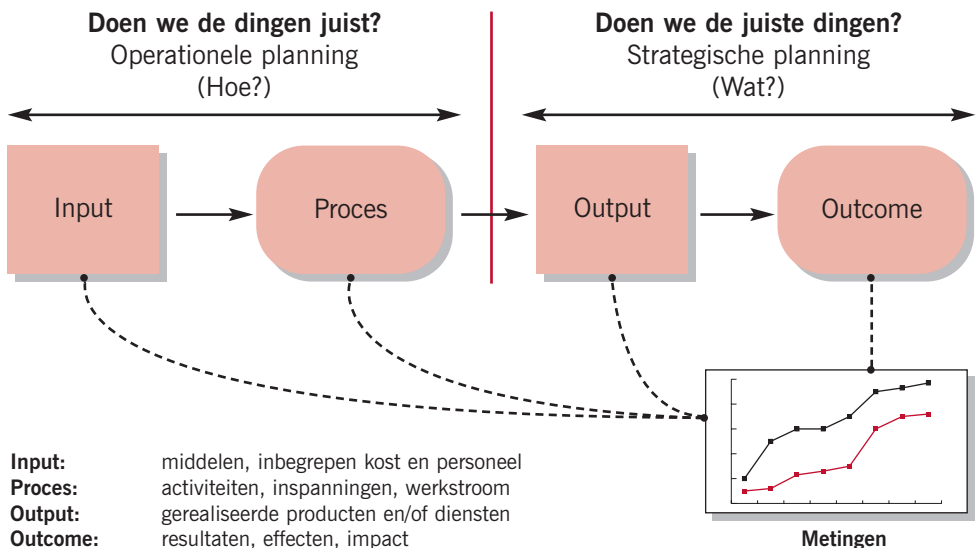 Doen we de dingen juist?
Operationele planning
(Hoe?)
Doen we de juiste dingen?
Strategische planning
(Wat?)
Input
Proces
Output
Outcome
Input: middelen, inbegrepen kost en personeel
Proces: activiteiten, inspanningen, werkstroom
Output: gerealiseerde producten en/of diensten
Outcome: resultaten, effecten, impact
Metingen